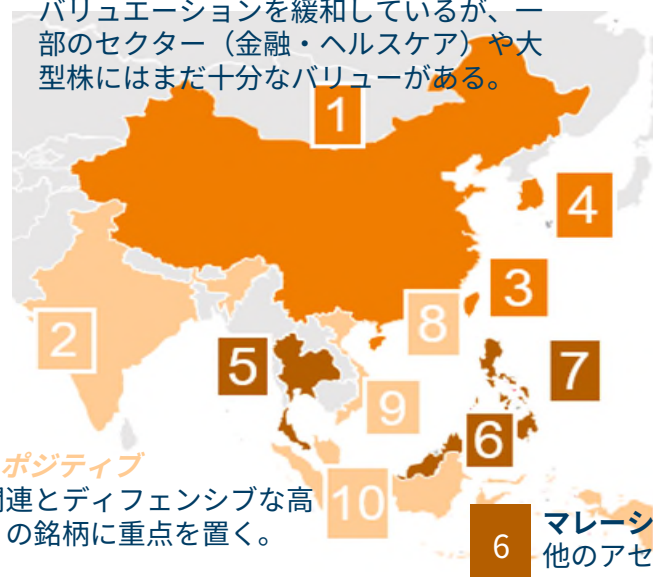 バリュエーションを緩和しているが、一
部のセクター（金融・ヘルスケア）や大
型株にはまだ十分なバリューがある。
1
4
3
2
8
5
7
9
6
ポジティブ
10
関連とディフェンシブな高
の銘柄に重点を置く。
6
マレーシ
他のアセ